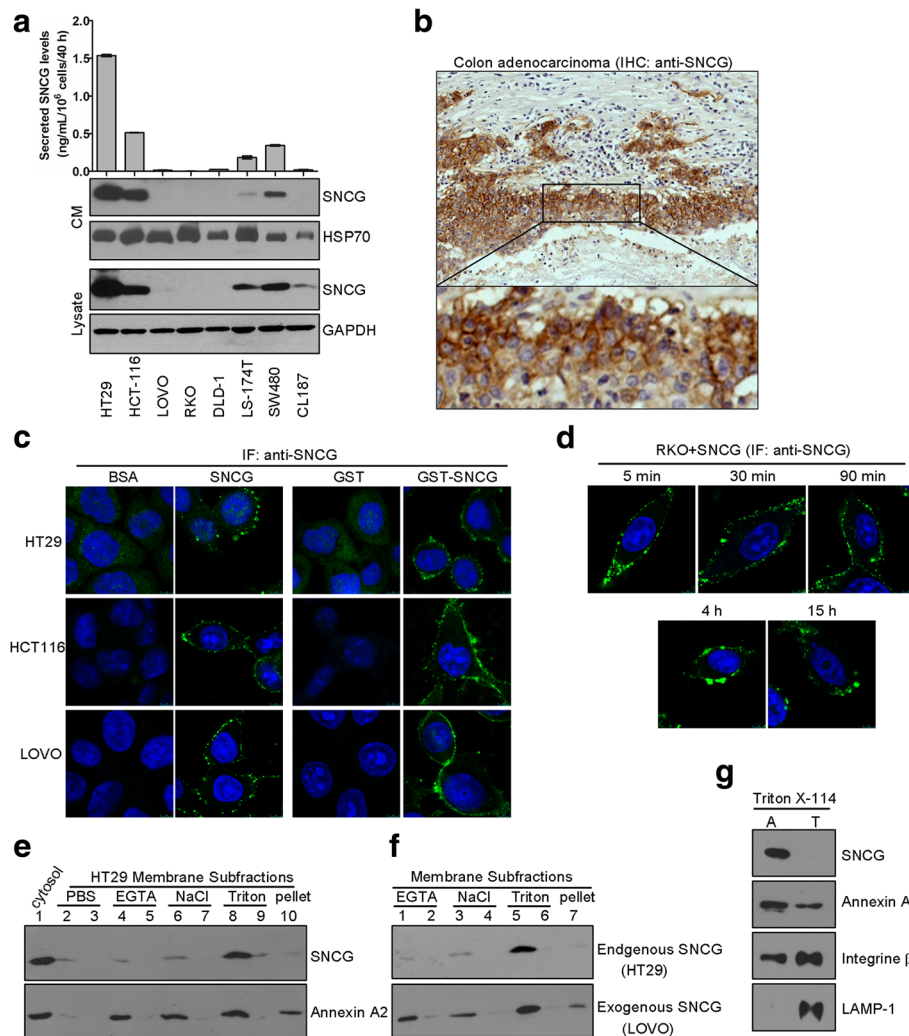 a
Secreted SNCG levels
(ng/mL/10⁶ cells/40 h)
2.0
1.5
1.0
0.5
0.0
CM
SNCG
HSP70
Lysate
SNCG
GAPDH
HT29
HCT-116
LOVO
RKO
DLD-1
LS-174T
SW480
CL187
b
Colon adenocarcinoma (IHC: anti-SNCG)
c
IF: anti-SNCG
BSA SNCG GST GST-SNCG
HT29
HCT116
LOVO
d
RKO+SNCG (IF: anti-SNCG)
5 min 30 min 90 min
4 h 15 h
e
HT29 Membrane Subfractions
cytosol PBS EGTA NaCl Triton pellet
1 2 3 4 5 6 7 8 9 10
SNCG
Annexin A2
f
Membrane Subfractions
EGTA NaCl Triton pellet
1 2 3 4 5 6 7
Endgenous SNCG
(HT29)
Exogenous SNCG
(LOVO)
g
Triton X-114
A T
SNCG
Annexin A
Integrine β
LAMP-1